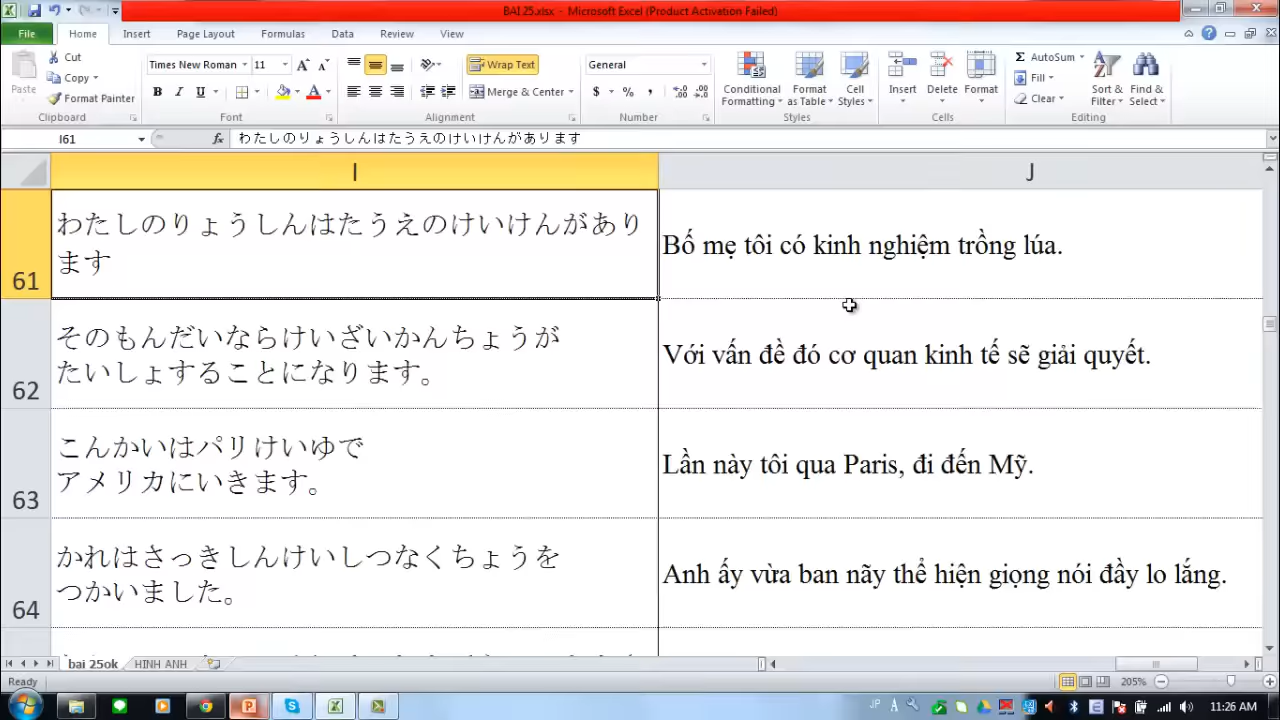 BAI 25.xlsx - Microsoft Excel (Product Activation Failed)
File Home Insert Page Layout Formulas Data Review View
Cut
Copy
Format Painter
Paste
Times New Roman 11
B I U
Wrap Text
Merge & Center
General
$ % ,
Conditional Formatting
Format as Table
Cell Styles
Insert Delete Format
AutoSum
Fill
Clear
Sort & Filter
Find & Select
Clipboard Font Alignment Number Styles Cells Editing
I61 fx わたしのりょうしんはたうえのけいけんがあります
I J
わたしのりょうしんはたうえのけいけんがあり
ます
61
Bố mẹ tôi có kinh nghiệm trồng lúa.
そのもんだいならけいざいかんちょうが
たいしょすることになります。
62
Với vấn đề đó cơ quan kinh tế sẽ giải quyết.
こんかいはパリけいゆで
アメリカにいきます。
63
Lần này tôi qua Paris, đi đến Mỹ.
かれはさっきしんけいしつなくちょうを
つかいました。
64
Anh ấy vừa ban nãy thể hiện giọng nói đầy lo lắng.
bai 25ok HINH ANH
Ready 205%
JP A 11:26 AM